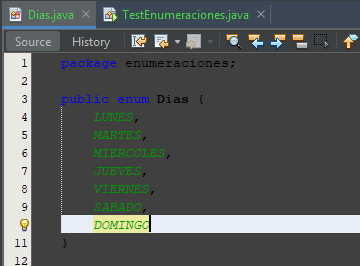 Dias.java TestEnumeraciones.java
Source History
1 package enumeraciones;
2
3 public enum Dias {
4 LUNES,
5 MARTES,
6 MIERCOLES,
7 JUEVES,
8 VIERNES,
9 SABADO,
DOMINGO
11 }
12